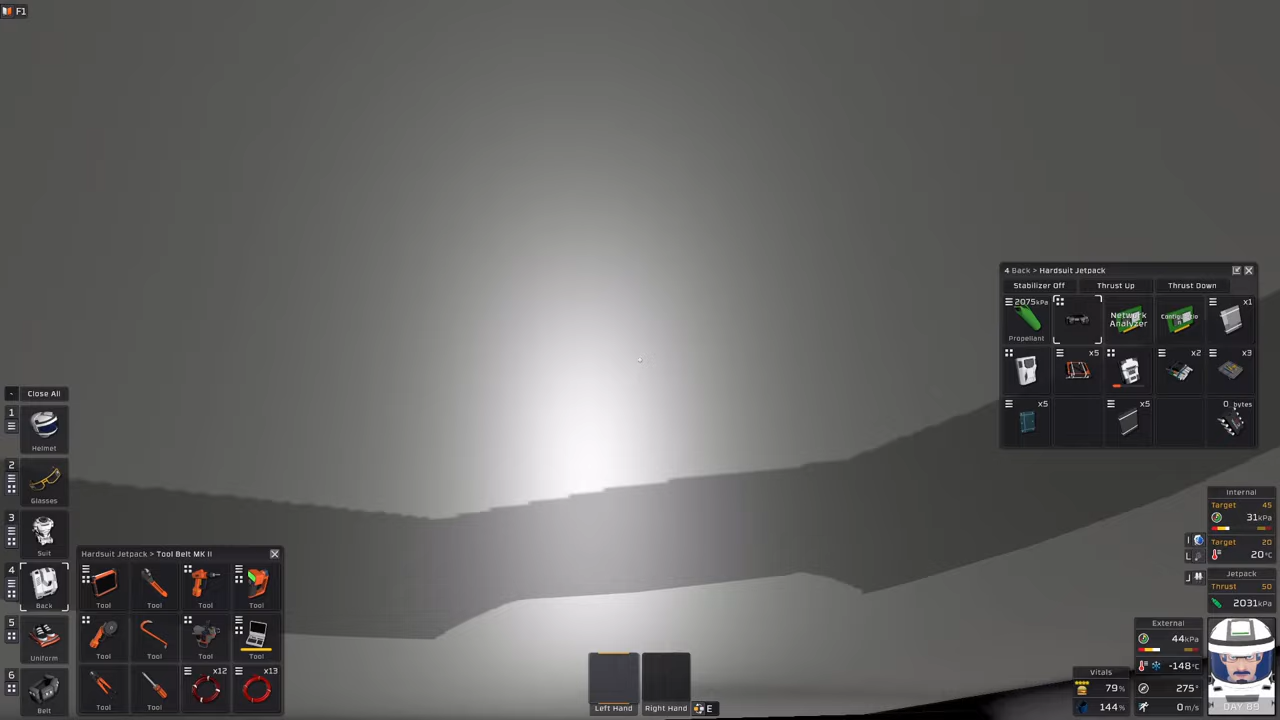 F1
4 Back > Hardsuit Jetpack
Stabilizer Off Thrust Up Thrust Down
2075kPa
Propellant
Network Analyzer
x1
x5
x2
x3
x5
x5
0 bytes
- Close All
1
Helmet
2
Glasses
3
Suit
4
Back
5
Uniform
6
Belt
Hardsuit Jetpack > Tool Belt MK II
Tool Tool Tool Tool
Tool Tool Tool Tool
x12 x13
Tool Tool
Left Hand Right Hand E
Internal
Target 45
31kPa
Target 20
20°C
I
L
J
Jetpack
Thrust 50
2031kPa
External
44kPa
-148°C
275°
0m/s
Vitals
79%
144%
DAY 89